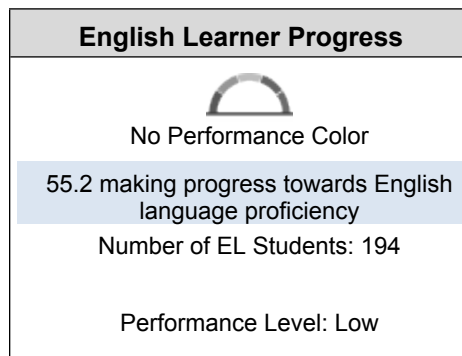 English Learner Progress
No Performance Color
55.2 making progress towards English
language proficiency
Number of EL Students: 194
Performance Level: Low